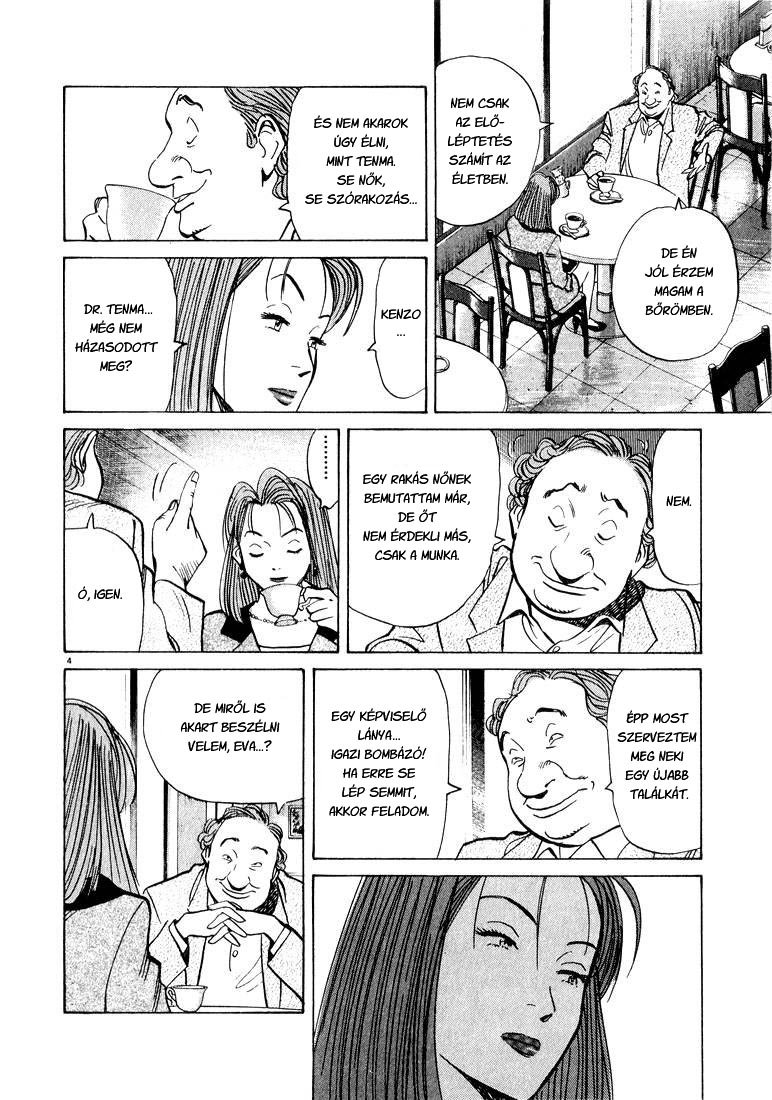 NEM CSAK
AZ ELŐ-
LÉPTETÉS
SZÁMÍT AZ
ÉLETBEN.
DE ÉN
JÓL ÉRZEM
MAGAM A
BŐRÖMBEN.
ÉS NEM AKAROK
ÚGY ÉLNI,
MINT TENMA.
SE NŐK,
SE SZÓRAKOZÁS...
KENZO
...
DR. TENMA...
MÉG NEM
HÁZASODOTT
MEG?
NEM.
EGY RAKÁS NŐNEK
BEMUTATTAM MÁR,
DE ŐT
NEM ÉRDEKLI MÁS,
CSAK A MUNKA.
........
Ó, IGEN.
4
ÉPP MOST
SZERVEZTEM
MEG NEKI
EGY ÚJABB
TALÁLKÁT.
EGY KÉPVISELŐ
LÁNYA...
IGAZI BOMBÁZÓ!
HA ERRE SE
LÉP SEMMIT,
AKKOR FELADOM.
DE MIRŐL IS
AKART BESZÉLNI
VELEM, EVA...?